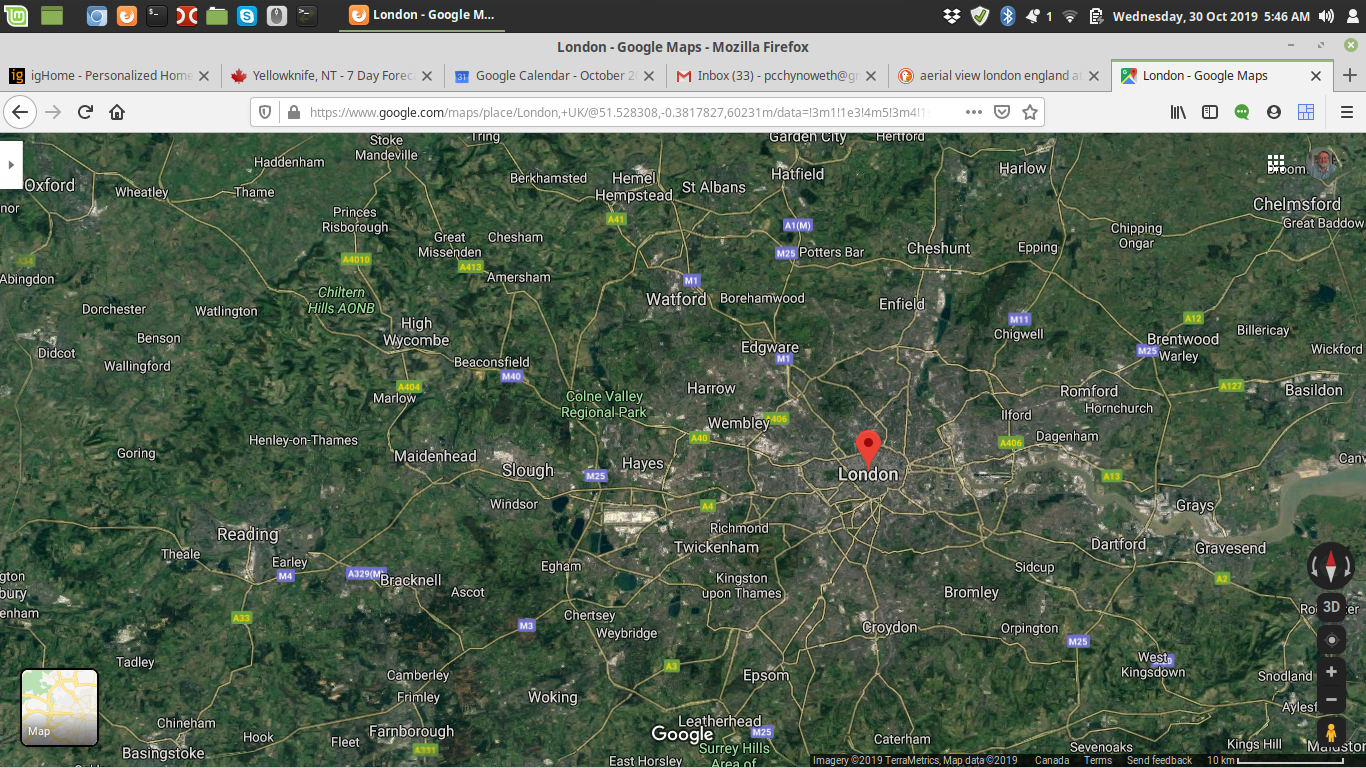 London - Google M...
1
Wednesday, 30 Oct 2019 5:46 AM
London - Google Maps - Mozilla Firefox
igHome - Personalized Home
Yellowknife, NT - 7 Day Foreca
Google Calendar - October 2
Inbox (33) - pcchynoweth@g
aerial view london england a
London - Google Maps
https://www.google.com/maps/place/London,+UK/@51.528308,-0.3817827,60231m/data=!3m1!1e3!4m5!3m4!1
Stoke
Mandeville
Tring
Garden City
Hertford
Haddenham
Oxford
Wheatley
Thame
Berkhamsted
Hemel
Hempstead
St Albans
Hatfield
Harlow
Chelmsford
Great Baddow
nor
Princes
Risborough
A41
A1(M)
Great
Missenden
Chesham
M25
Potters Bar
Cheshunt
Epping
Chipping
Ongar
A34
A4010
A413
Abingdon
Amersham
M1
Chiltern
Hills AONB
Watford
Borehamwood
Enfield
Dorchester
Watlington
High
Wycombe
M11
Chigwell
A12
Billericay
Brentwood
Benson
Didcot
Wallingford
Edgware
M1
M25
Warley
Wickford
Beaconsfield
M40
A404
Marlow
Harrow
Romford
A127
Basildon
Colne Valley
Regional Park
Hornchurch
Ilford
Wembley
A406
A40
A406
Dagenham
Henley-on-Thames
Goring
Maidenhead
Slough
Hayes
M25
London
A13
Canv
Windsor
A4
Grays
Reading
Richmond
Twickenham
Dartford
Gravesend
Theale
Earley
M4
A329(M)
Bracknell
Egham
Sidcup
A2
Kingston
upon Thames
gton
bury
enham
Ascot
Bromley
3D
A33
M3
Chertsey
Weybridge
Croydon
Orpington
M25
Tadley
Camberley
Frimley
A3
Epsom
West
Kingsdown
Snodland
Woking
Aylesf
Map
Chineham
Hook
Fleet
Farnborough
A331
Basingstoke
Leatherhead
Google
M25
Surrey Hills
Area of
East Horsley
Caterham
Sevenoaks
Kings Hill
Maidston
Imagery ©2019 TerraMetrics, Map data ©2019
Canada
Terms
Send feedback
10 km